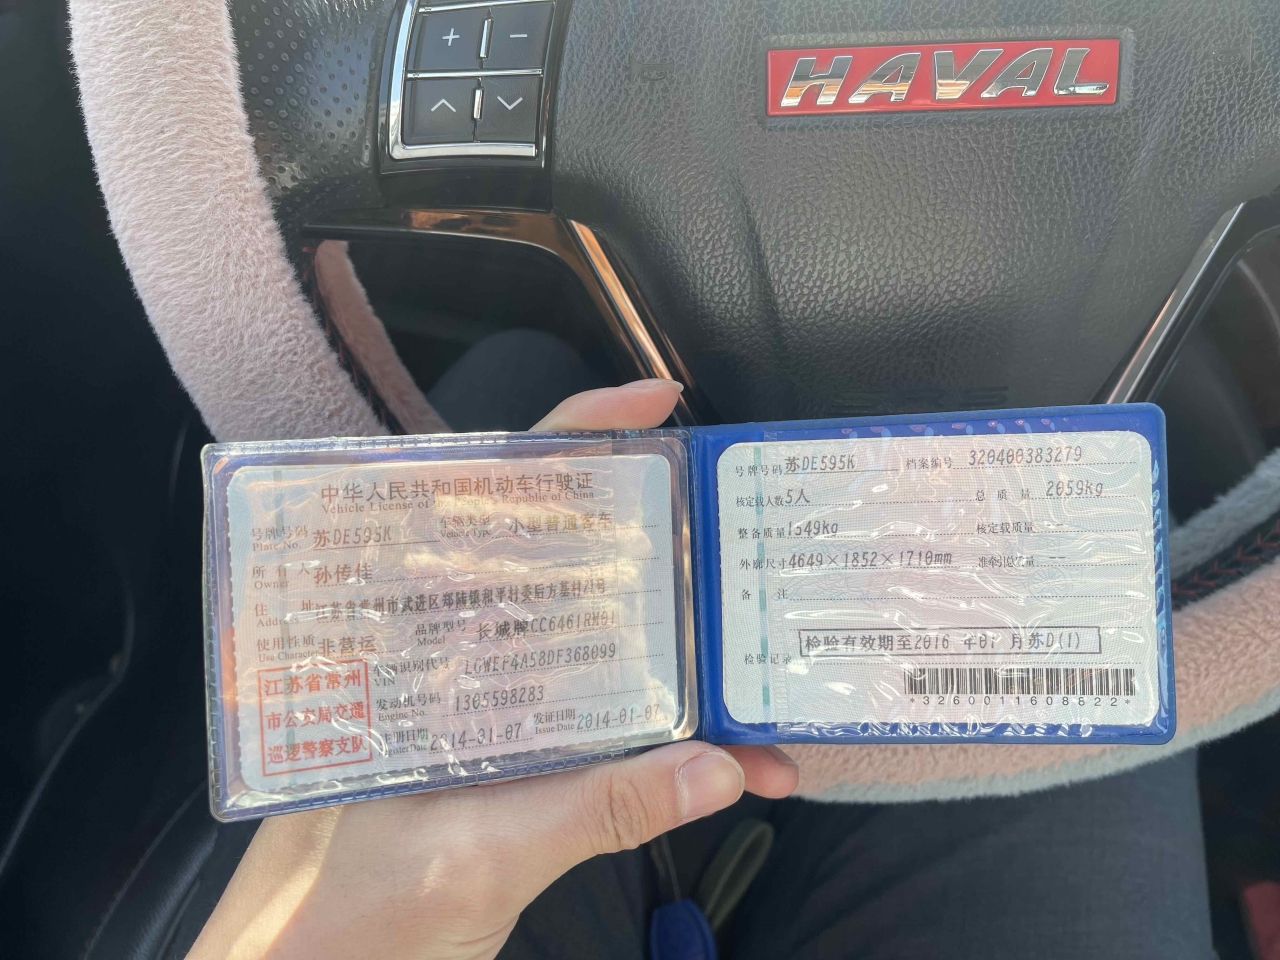 HAVAL
中华人民共和国机动车行驶证
Vehicle License of the People's Republic of China
号牌号码 苏DE595K 车辆类型 小型普通客车
Plate No. Vehicle Type
所有人 孙传佳
Owner
住址 江苏省常州市武进区郑陆镇和平村委后方基村21号
Address
使用性质 非营运 品牌型号 长城牌CC6461RM01
Use Character Model
江苏省常州
市公安局交通
巡逻警察支队
车辆识别代号 LGWEF4A58DF368099
VIN
发动机号码 1305598283
Engine No.
注册日期 2014-01-07 发证日期 2014-01-07
Register Date Issue Date
号牌号码 苏DE595K 档案编号 320400383279
核定载人数 5人 总质量 2059kg
整备质量 1549kg 核定载质量 --
外廓尺寸 4649×1852×1710mm 准牵引总质量 --
备注
检验记录 检验有效期至2016 年01 月苏D(1)
*3260011608622*